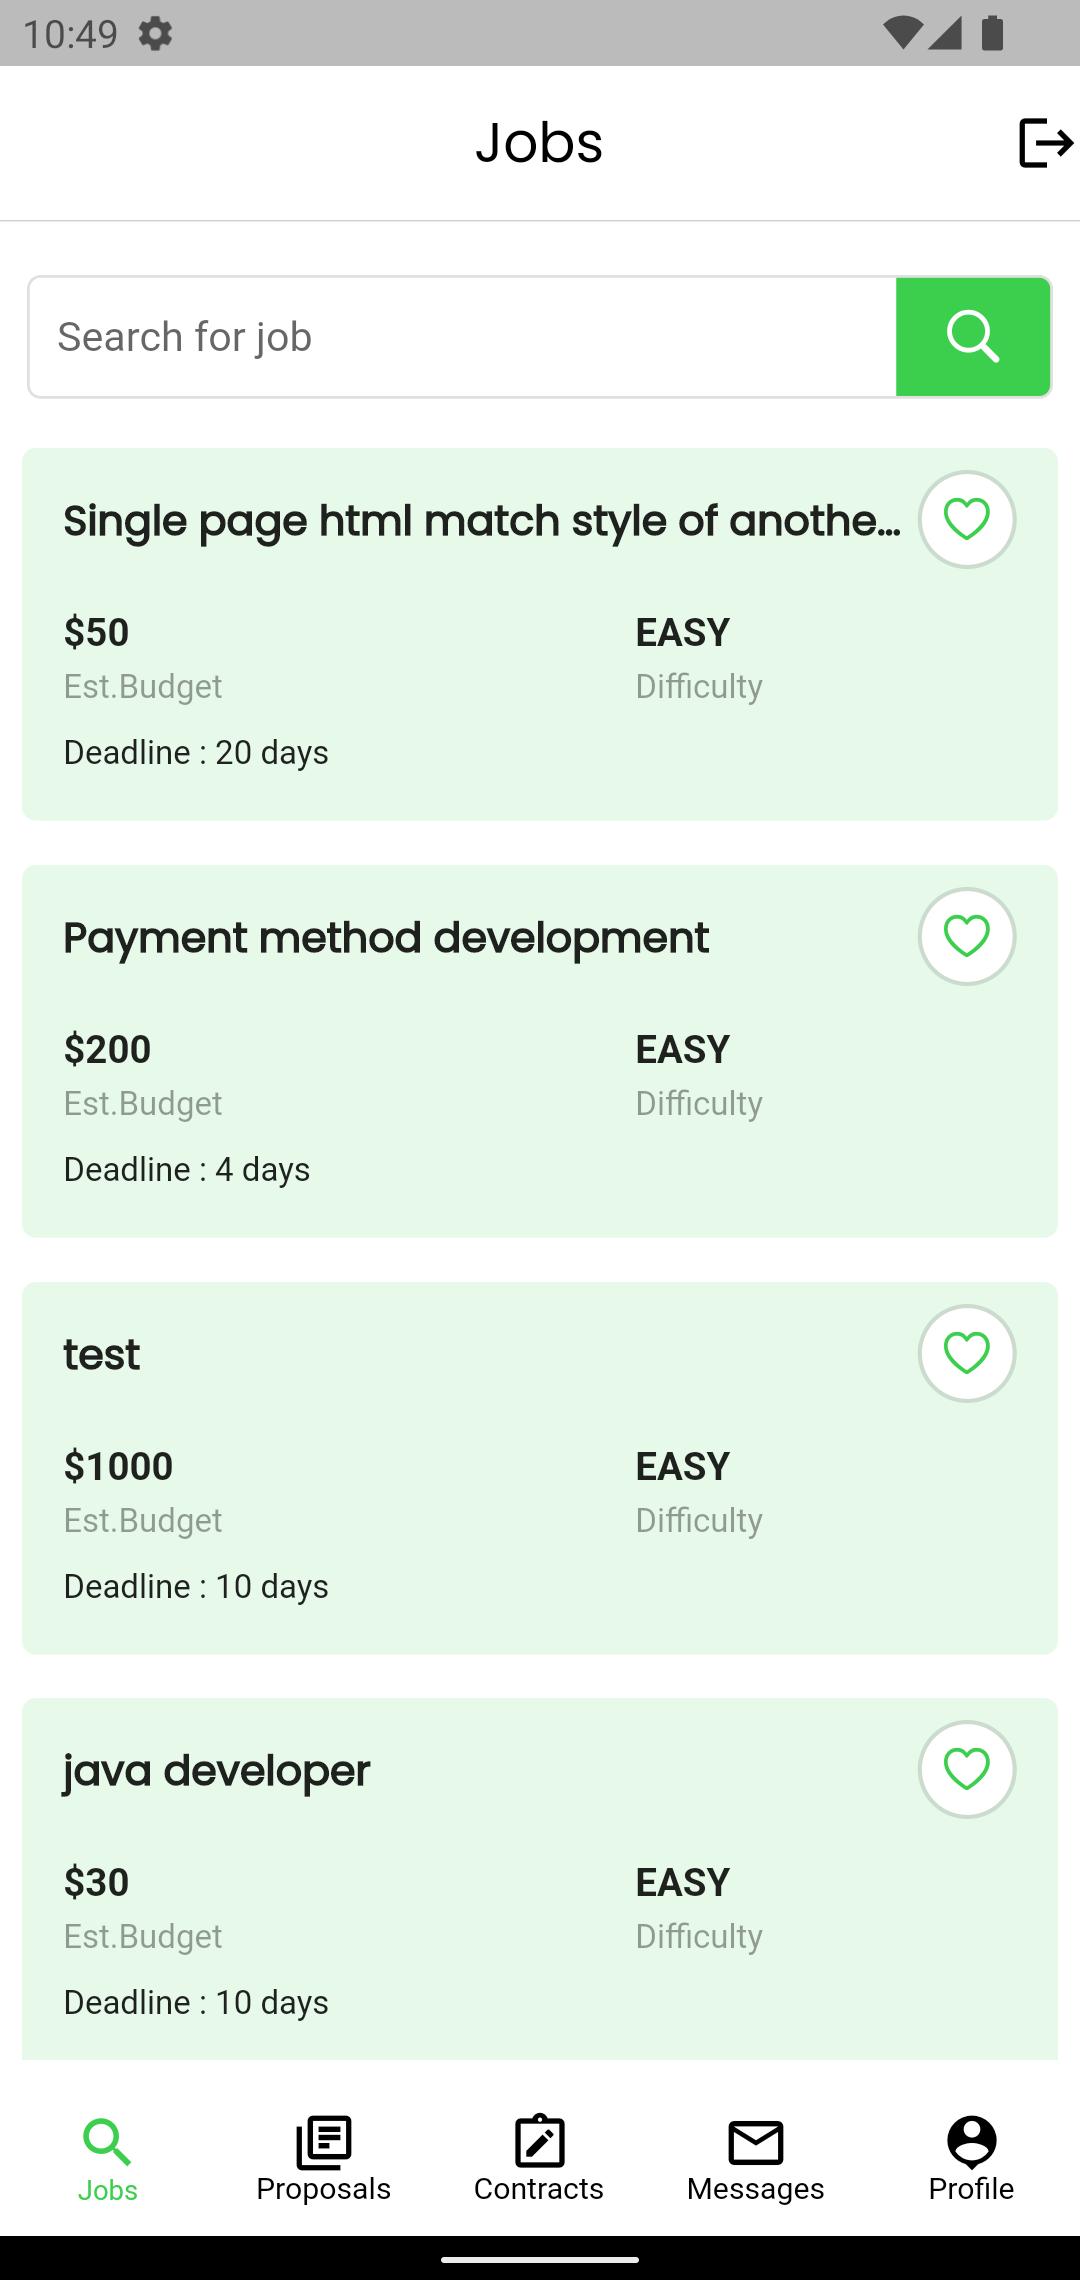 10:49
Jobs
Search for job
Single page html match style of anothe...
$50
EASY
Est.Budget
Difficulty
Deadline : 20 days
Payment method development
$200
EASY
Est.Budget
Difficulty
Deadline : 4 days
test
$1000
EASY
Est.Budget
Difficulty
Deadline : 10 days
java developer
$30
EASY
Est.Budget
Difficulty
Deadline : 10 days
Jobs
Proposals
Contracts
Messages
Profile